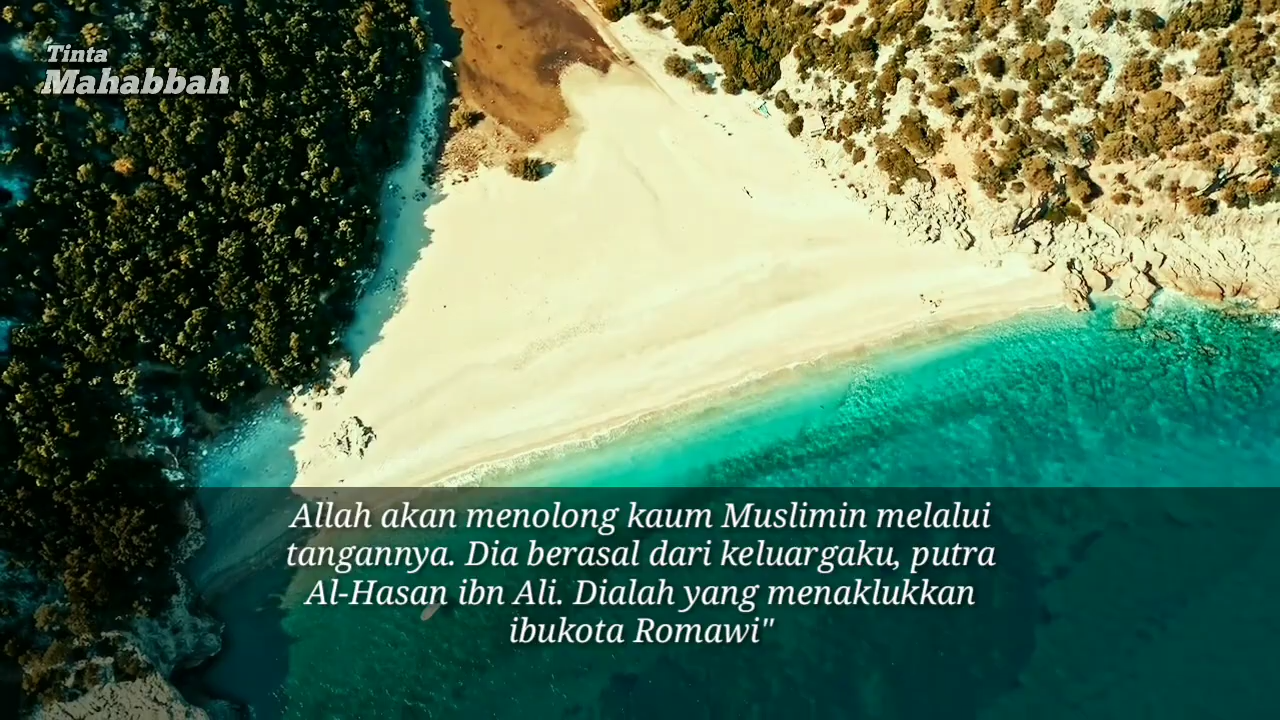 Tinta
Mahabbah
Allah akan menolong kaum Muslimin melalui
tangannya. Dia berasal dari keluargaku, putra
Al-Hasan ibn Ali. Dialah yang menaklukkan
ibukota Romawi"